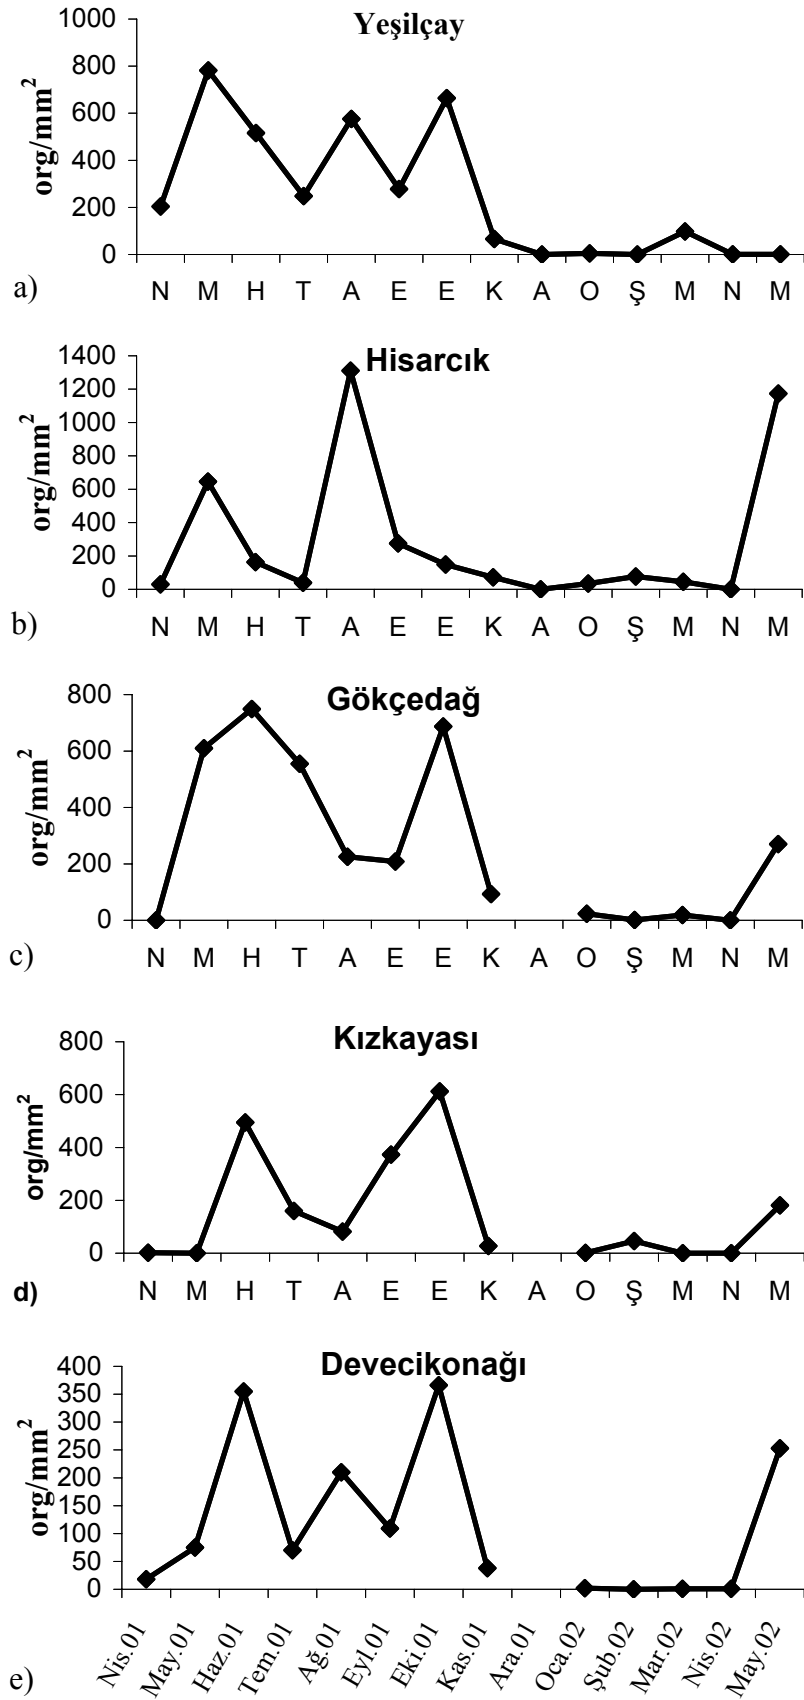 Yeşilçay
org/mm²
1000
800
600
400
200
0
a)
N M H T A E E K A O Ş M N M
Hisarcık
org/mm²
1400
1200
1000
800
600
400
200
0
b)
N M H T A E E K A O Ş M N M
Gökçedağ
org/mm²
800
600
400
200
0
c)
N M H T A E E K A O Ş M N M
Kızkayası
org/mm²
800
600
400
200
0
d)
N M H T A E E K A O Ş M N M
Devecikonağı
org/mm²
400
350
300
250
200
150
100
50
0
e)
Nis.01 May.01 Haz.01 Tem.01 Ağ.01 Eyl.01 Eki.01 Kas.01 Ara.01 Oca.02 Şub.02 Mar.02 Nis.02 May.02